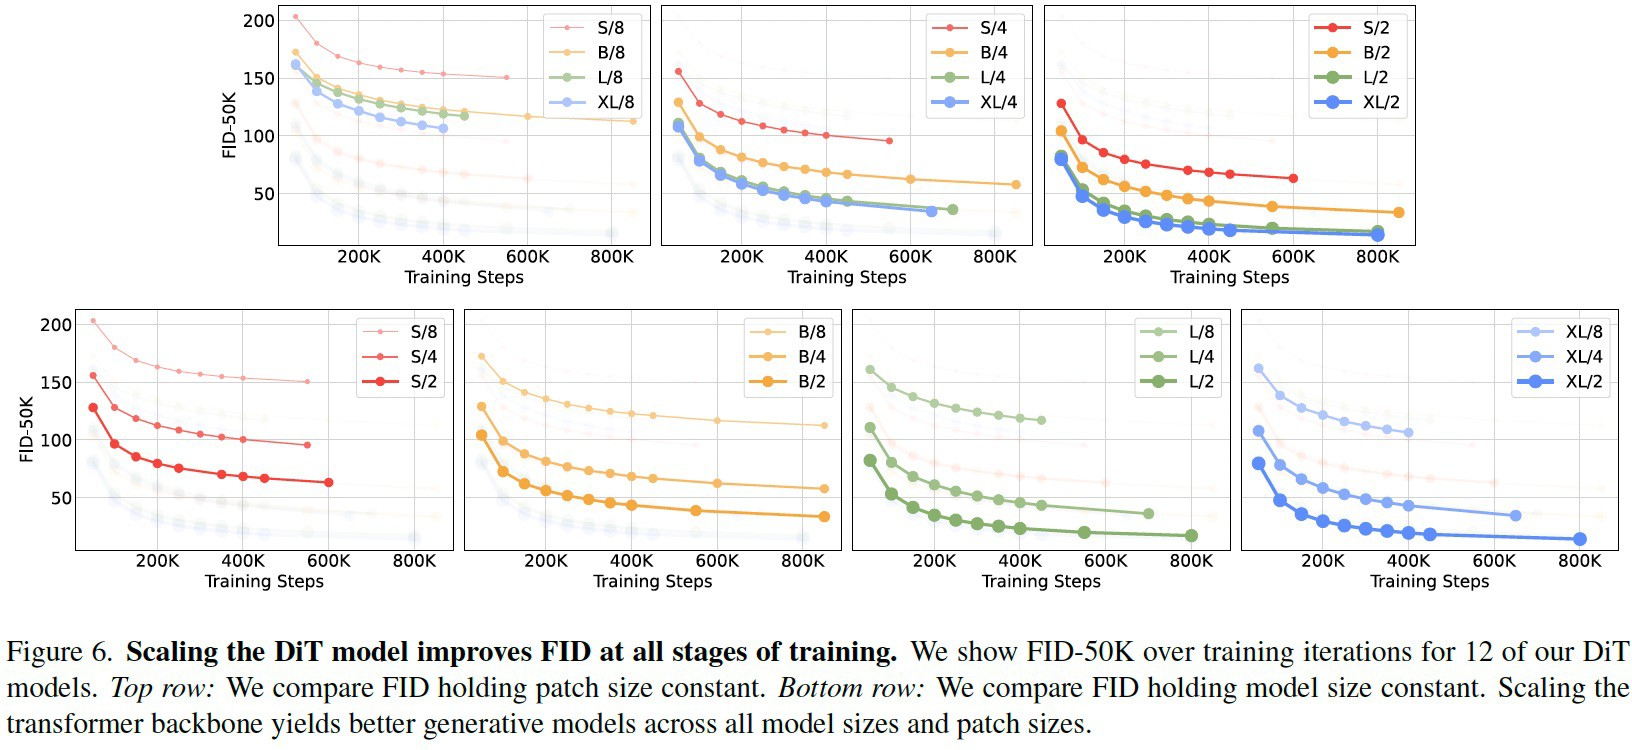 200
150
100
50
FID-50K
S/8
B/8
L/8
XL/8
200K 400K 600K 800K
Training Steps
S/4
B/4
L/4
XL/4
200K 400K 600K 800K
Training Steps
S/2
B/2
L/2
XL/2
200K 400K 600K 800K
Training Steps
200
150
100
50
FID-50K
S/8
S/4
S/2
200K 400K 600K 800K
Training Steps
B/8
B/4
B/2
200K 400K 600K 800K
Training Steps
L/8
L/4
L/2
200K 400K 600K 800K
Training Steps
XL/8
XL/4
XL/2
200K 400K 600K 800K
Training Steps
Figure 6. Scaling the DiT model improves FID at all stages of training. We show FID-50K over training iterations for 12 of our DiT
models. Top row: We compare FID holding patch size constant. Bottom row: We compare FID holding model size constant. Scaling the
transformer backbone yields better generative models across all model sizes and patch sizes.